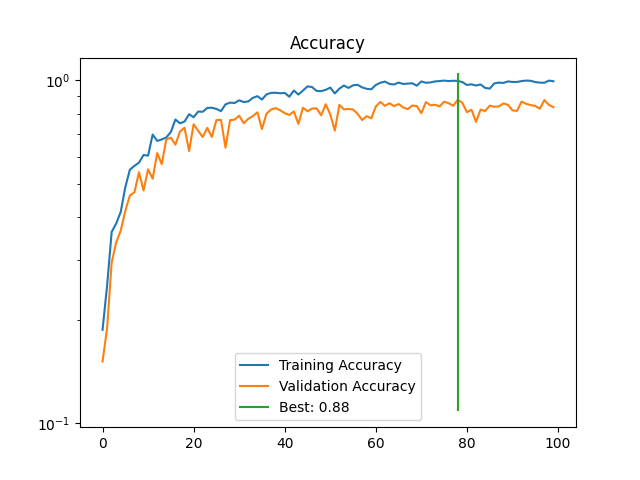 Accuracy
10⁰
10⁻¹
0 20 40 60 80 100
Training Accuracy
Validation Accuracy
Best: 0.88